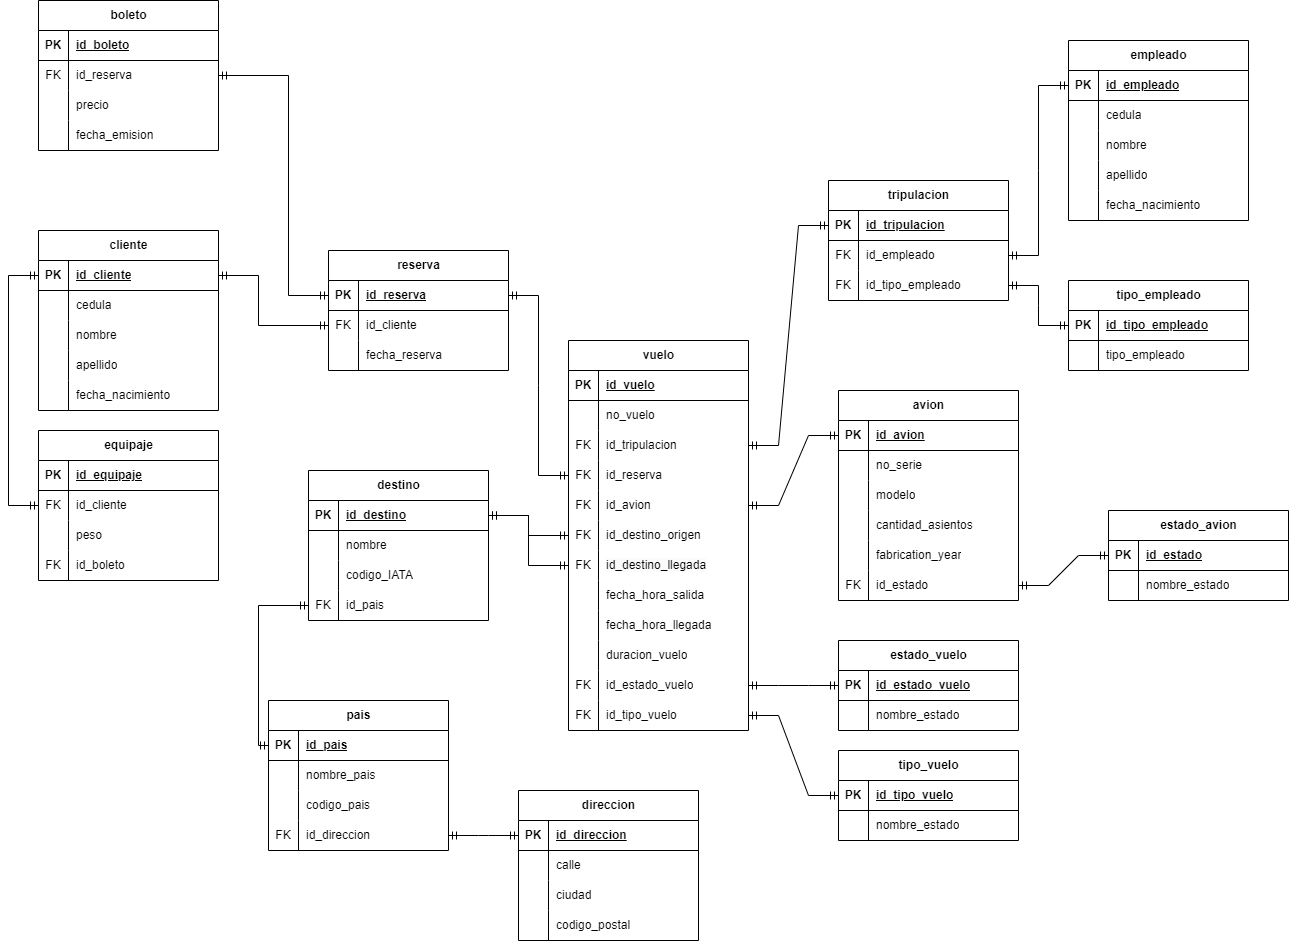 boleto
PK id_boleto
FK id_reserva
precio
fecha_emision
cliente
PK id_cliente
cedula
nombre
apellido
fecha_nacimiento
equipaje
PK id_equipaje
FK id_cliente
peso
FK id_boleto
reserva
PK id_reserva
FK id_cliente
fecha_reserva
destino
PK id_destino
nombre
codigo_IATA
FK id_pais
pais
PK id_pais
nombre_pais
codigo_pais
FK id_direccion
direccion
PK id_direccion
calle
ciudad
codigo_postal
vuelo
PK id_vuelo
no_vuelo
FK id_tripulacion
FK id_reserva
FK id_avion
FK id_destino_origen
FK id_destino_llegada
fecha_hora_salida
fecha_hora_llegada
duracion_vuelo
FK id_estado_vuelo
FK id_tipo_vuelo
tripulacion
PK id_tripulacion
FK id_empleado
FK id_tipo_empleado
empleado
PK id_empleado
cedula
nombre
apellido
fecha_nacimiento
tipo_empleado
PK id_tipo_empleado
tipo_empleado
avion
PK id_avion
no_serie
modelo
cantidad_asientos
fabrication_year
FK id_estado
estado_avion
PK id_estado
nombre_estado
estado_vuelo
PK id_estado_vuelo
nombre_estado
tipo_vuelo
PK id_tipo_vuelo
nombre_estado